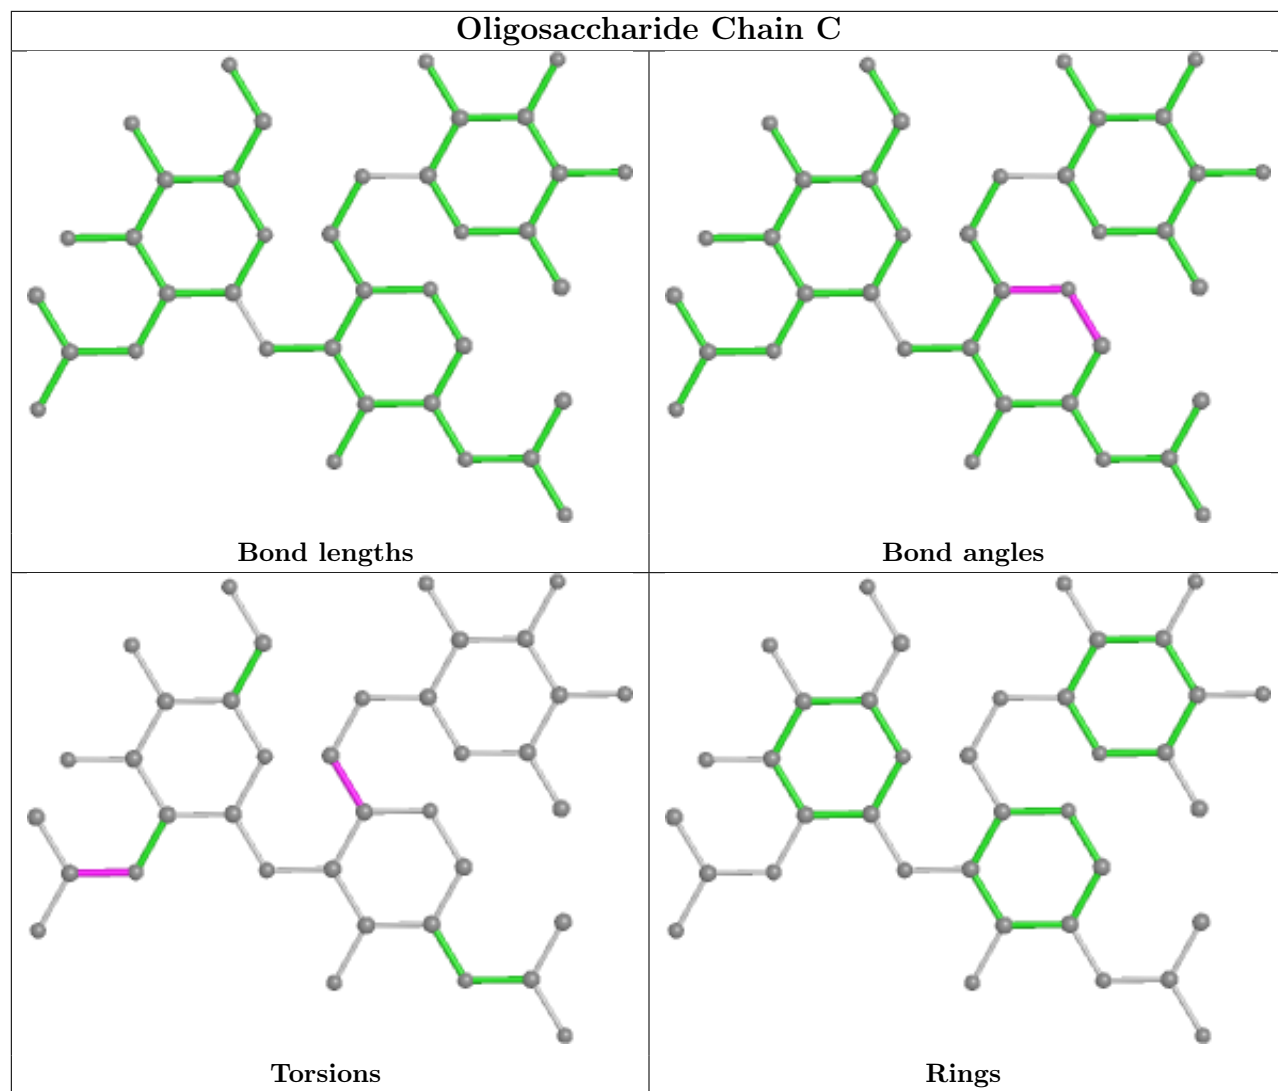 Oligosaccharide Chain C
Bond lengths
Bond angles
Torsions
Rings